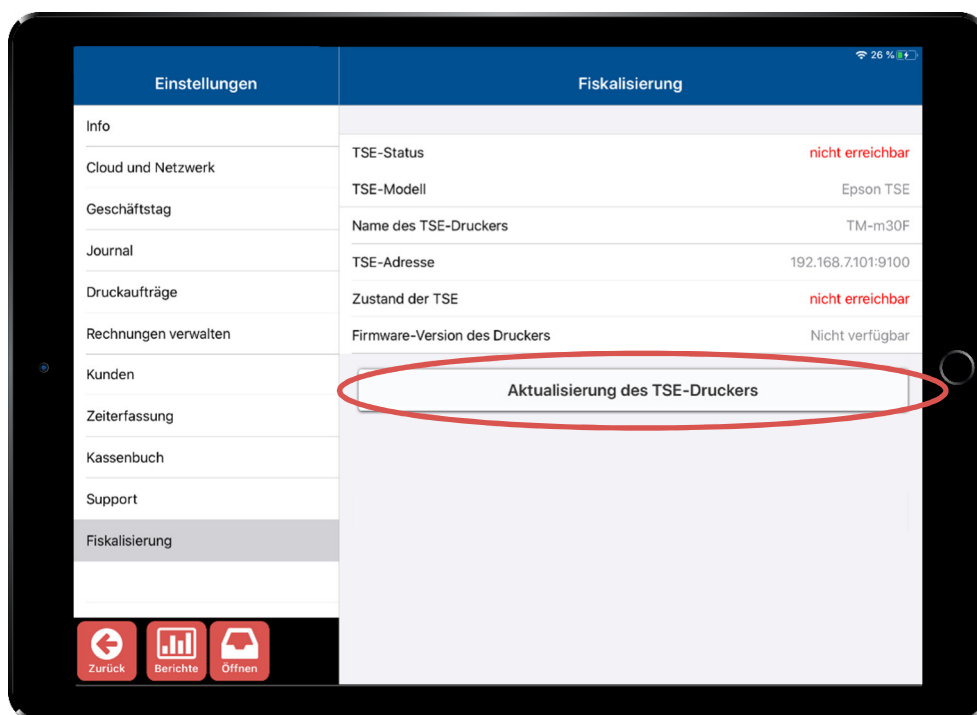 26 %
Einstellungen
Fiskalisierung
Info
Cloud und Netzwerk
Geschäftstag
Journal
Druckaufträge
Rechnungen verwalten
Kunden
Zeiterfassung
Kassenbuch
Support
Fiskalisierung
TSE-Status nicht erreichbar
TSE-Modell Epson TSE
Name des TSE-Druckers TM-m30F
TSE-Adresse 192.168.7.101:9100
Zustand der TSE nicht erreichbar
Firmware-Version des Druckers Nicht verfügbar
Aktualisierung des TSE-Druckers
Zurück
Berichte
Öffnen